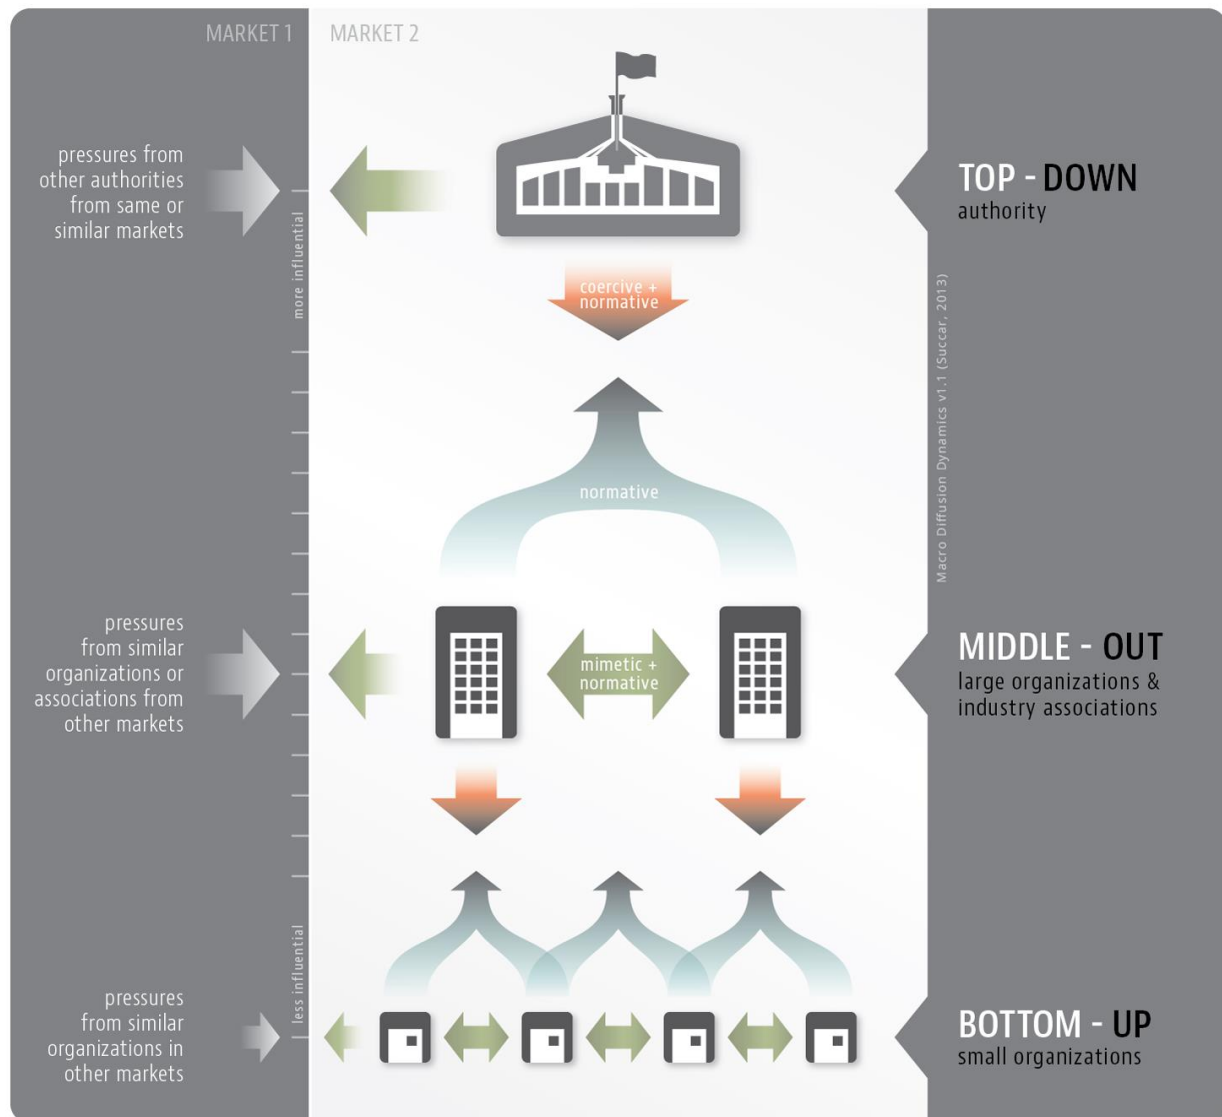 MARKET 1
MARKET 2
pressures from
other authorities
from same or
similar markets
more influential
coercive +
normative
TOP - DOWN
authority
Macro Diffusion Dynamics v1.1 (Succar, 2013)
normative
pressures
from similar
organizations or
associations from
other markets
mimetic +
normative
MIDDLE - OUT
large organizations &
industry associations
less influential
pressures
from similar
organizations in
other markets
BOTTOM - UP
small organizations